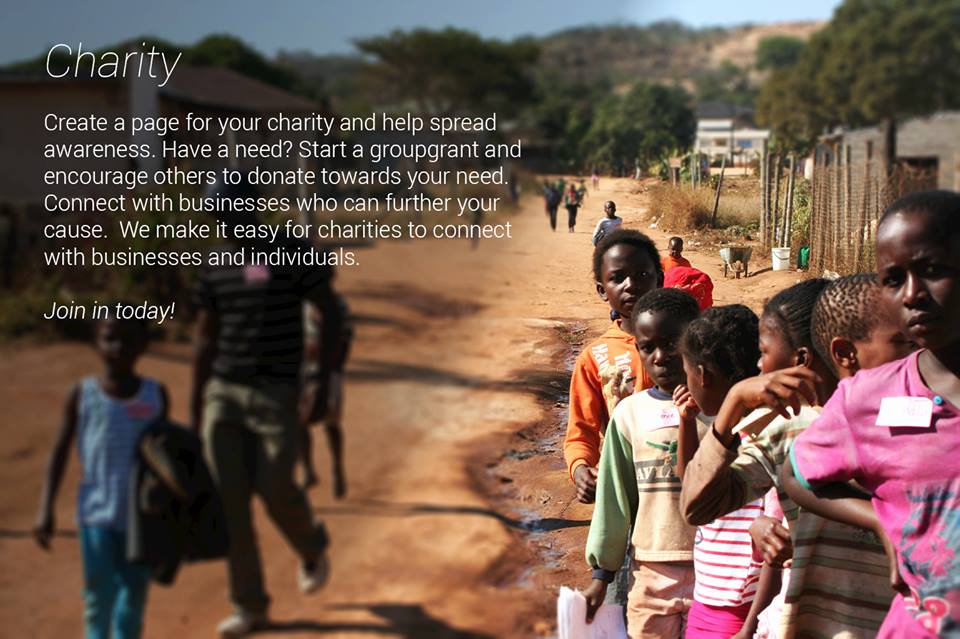 Charity
Create a page for your charity and help spread
awareness. Have a need? Start a groupgrant and
encourage others to donate towards your need.
Connect with businesses who can further your
cause.  We make it easy for charities to connect
with businesses and individuals.
Join in today!